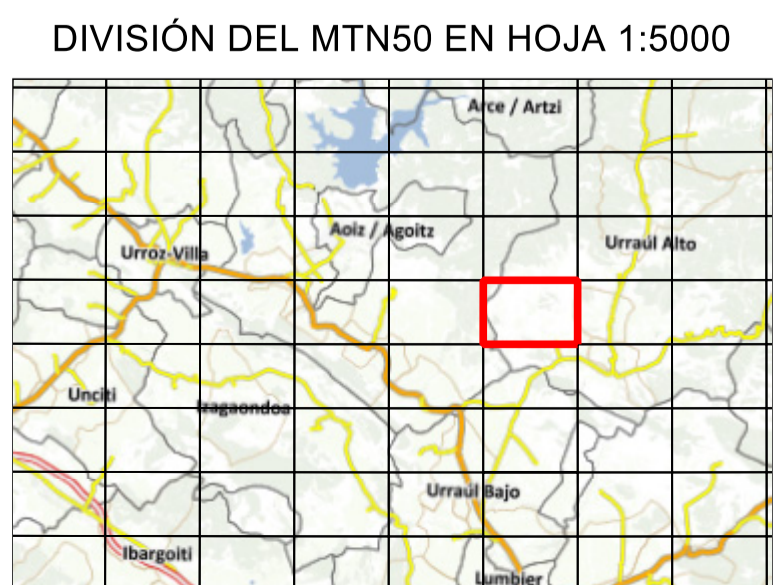 DIVISIÓN DEL MTN50 EN HOJA 1:5000
Arce / Artzi
Aoiz / Agoitz
Urraúl Alto
Urroz-Villa
Unciti
Izagaondoa
Urraúl Bajo
Ibargoiti
Lumbier